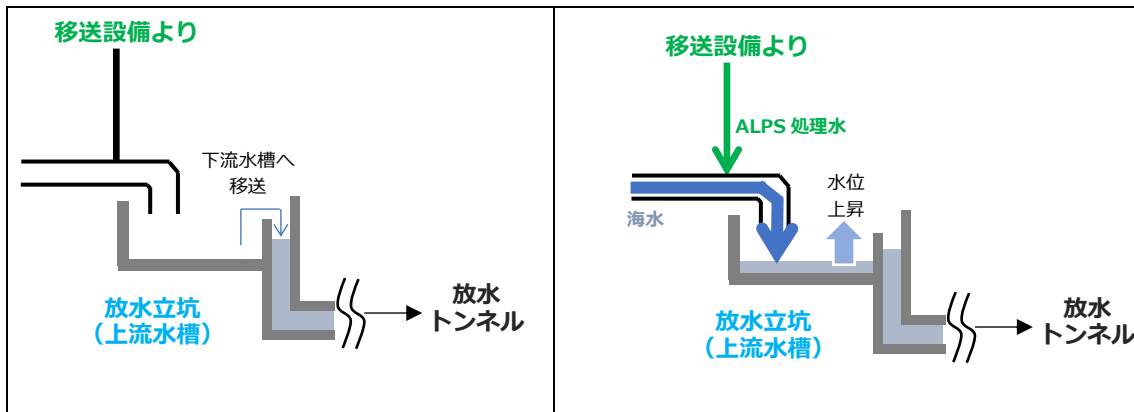 移送設備より
下流水槽へ
移送
放水立坑
（上流水槽）
放水
トンネル
移送設備より
ALPS 処理水
海水
水位
上昇
放水立坑
（上流水槽）
放水
トンネル